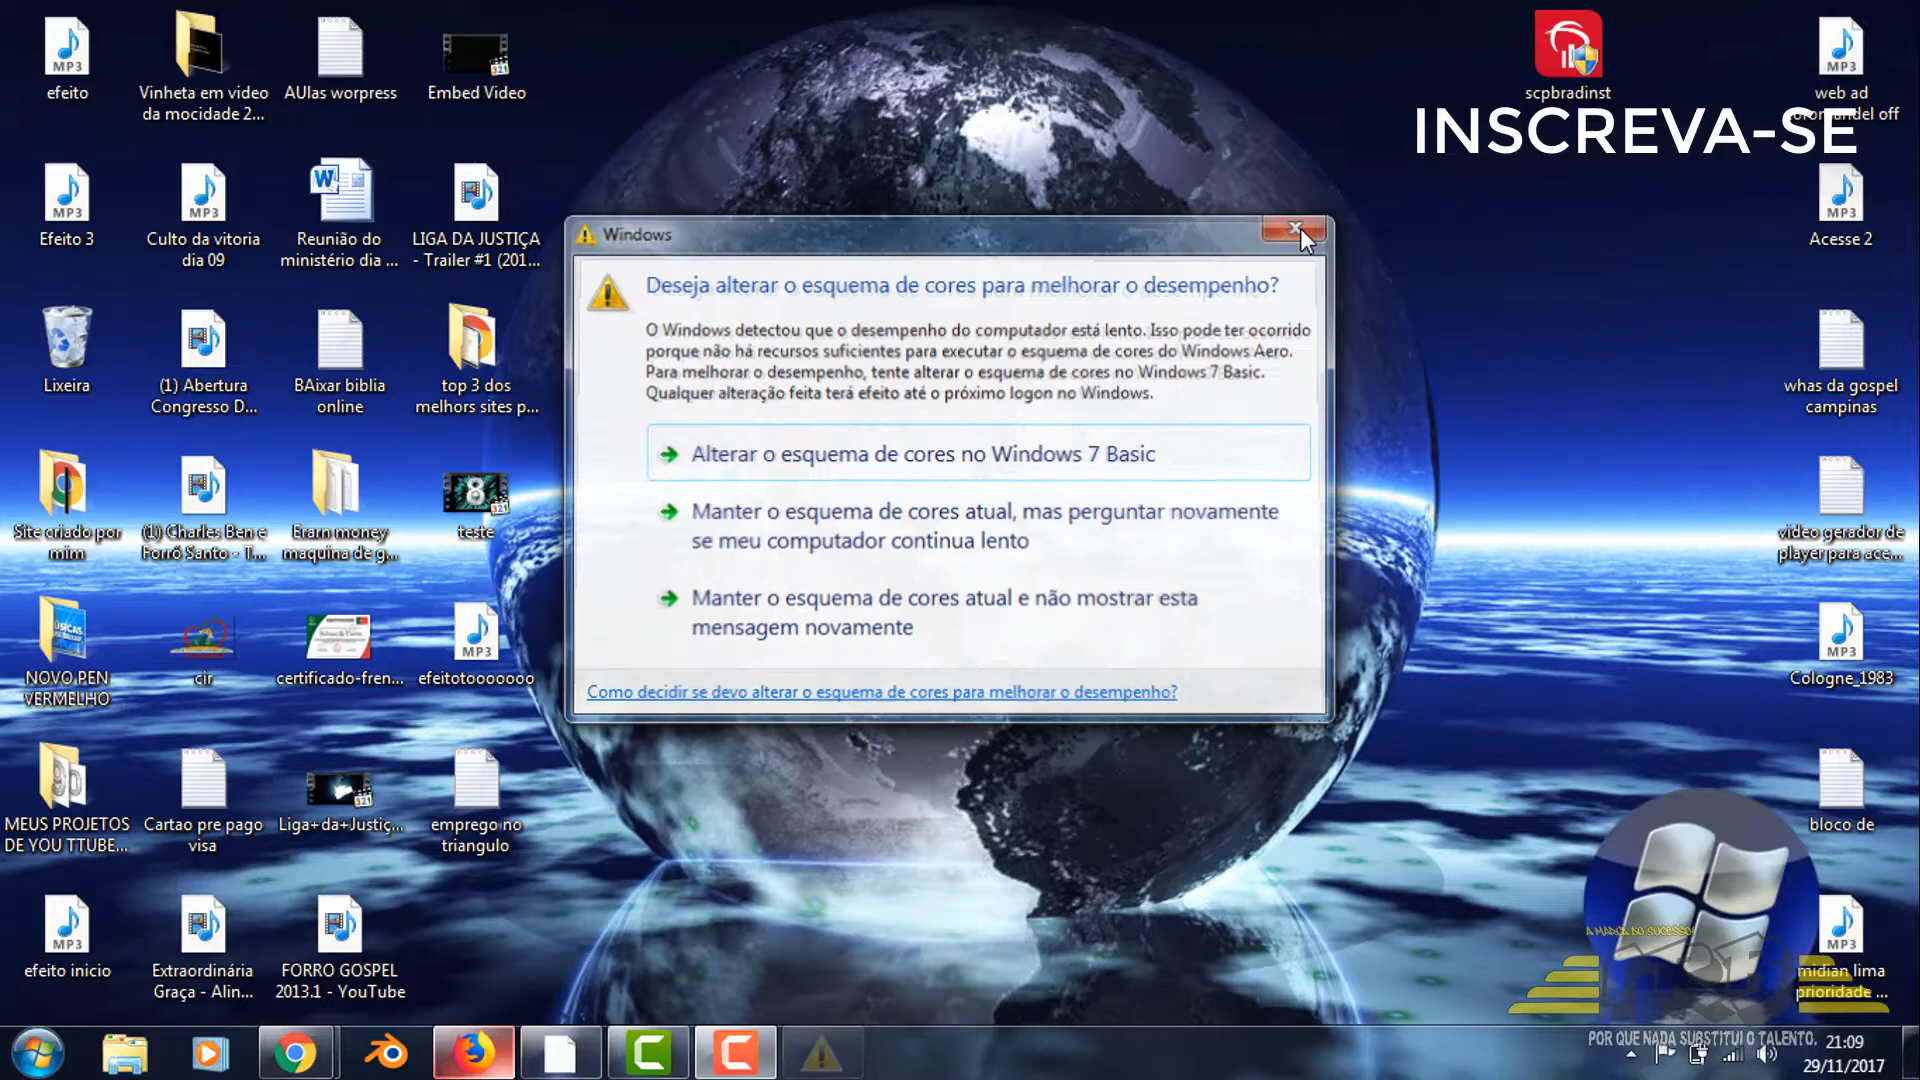 efeito
Vinheta em video
da mocidade 2...
AUlas worpress
Embed Video
scpbradinst
web ad
INSCREVA-SE
Efeito 3
Culto da vitoria
dia 09
Reunião do
ministério dia ...
LIGA DA JUSTIÇA
- Trailer #1 (201...
Acesse 2
Windows
Deseja alterar o esquema de cores para melhorar o desempenho?
O Windows detectou que o desempenho do computador está lento. Isso pode ter ocorrido
porque não há recursos suficientes para executar o esquema de cores do Windows Aero.
Para melhorar o desempenho, tente alterar o esquema de cores no Windows 7 Basic.
Qualquer alteração feita terá efeito até o próximo logon no Windows.
Alterar o esquema de cores no Windows 7 Basic
Manter o esquema de cores atual, mas perguntar novamente
se meu computador continua lento
Manter o esquema de cores atual e não mostrar esta
mensagem novamente
Como decidir se devo alterar o esquema de cores para melhorar o desempenho?
Lixeira
(1) Abertura
Congresso D...
BAixar biblia
online
top 3 dos
melhors sites p...
whas da gospel
campinas
Site criado por
mim
(1) Charles Ben e
Forró Santo - T...
Eram money
maquina de g...
teste
video gerador de
player para ace...
NOVO PEN
VERMELHO
cir
certificado-fren...
efeitotooooooo
Cologne_1983
MEUS PROJETOS
DE YOU TTUBE...
Cartao pre pago
visa
Liga+da+Justiç...
emprego no
triangulo
bloco de
efeito inicio
Extraordinária
Graça - Alin...
FORRO GOSPEL
2013.1 - YouTube
A MARCA DO SUCESSO!
midian lima
prioridade ...
POR QUE NADA SUBSTITUI O TALENTO.
21:09
29/11/2017